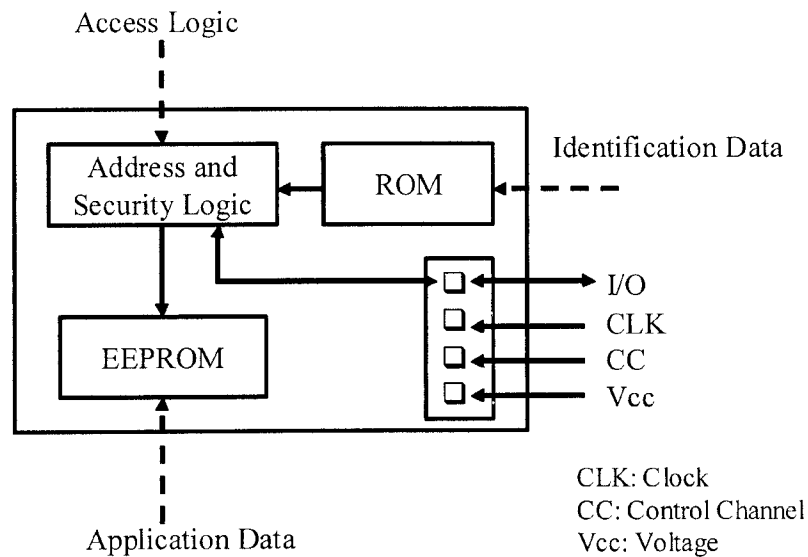 Access Logic
Address and
Security Logic
ROM
Identification Data
I/O
CLK
CC
Vcc
EEPROM
Application Data
CLK: Clock
CC: Control Channel
Vcc: Voltage